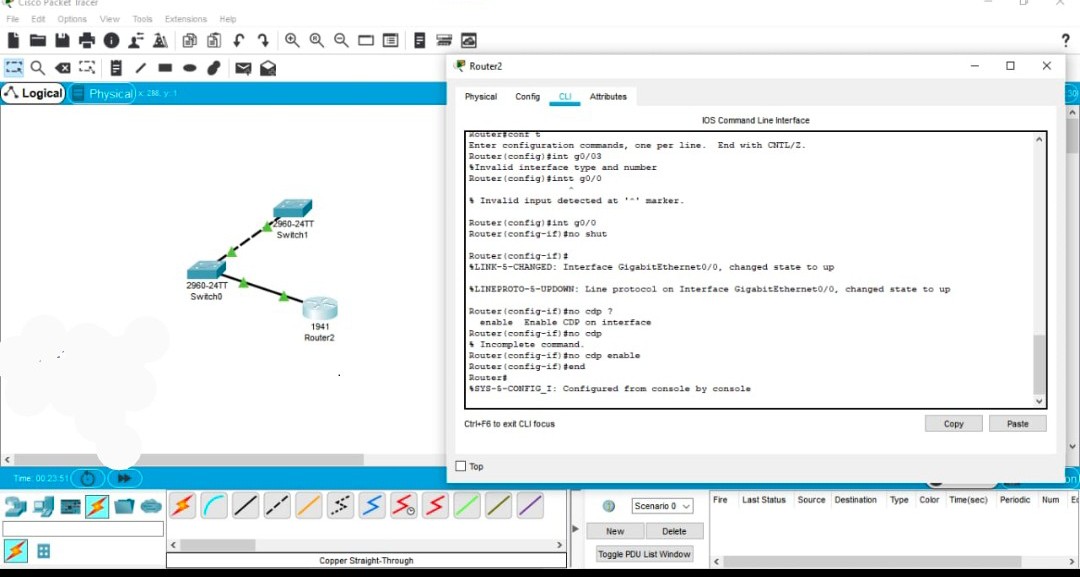 Cisco Packet Tracer
File Edit Options View Tools Extensions Help
?
Logical
Physical x: 288, y: 1
Router2
Physical Config CLI Attributes
IOS Command Line Interface
Router#conf t
Enter configuration commands, one per line. End with CNTL/Z.
Router(config)#int g0/03
%Invalid interface type and number
Router(config)#intt g0/0
^
% Invalid input detected at '^' marker.
Router(config)#int g0/0
Router(config-if)#no shut
Router(config-if)#
%LINK-5-CHANGED: Interface GigabitEthernet0/0, changed state to up
%LINEPROTO-5-UPDOWN: Line protocol on Interface GigabitEthernet0/0, changed state to up
Router(config-if)#no cdp ?
enable Enable CDP on interface
Router(config-if)#no cdp
% Incomplete command.
Router(config-if)#no cdp enable
Router(config-if)#end
Router#
%SYS-5-CONFIG_I: Configured from console by console
Ctrl+F6 to exit CLI focus
Copy
Paste
Top
2960-24TT
Switch1
2960-24TT
Switch0
1941
Router2
Time: 00:23:51
Scenario 0
New
Delete
Toggle PDU List Window
Fire Last Status Source Destination Type Color Time(sec) Periodic Num
Copper Straight-Through